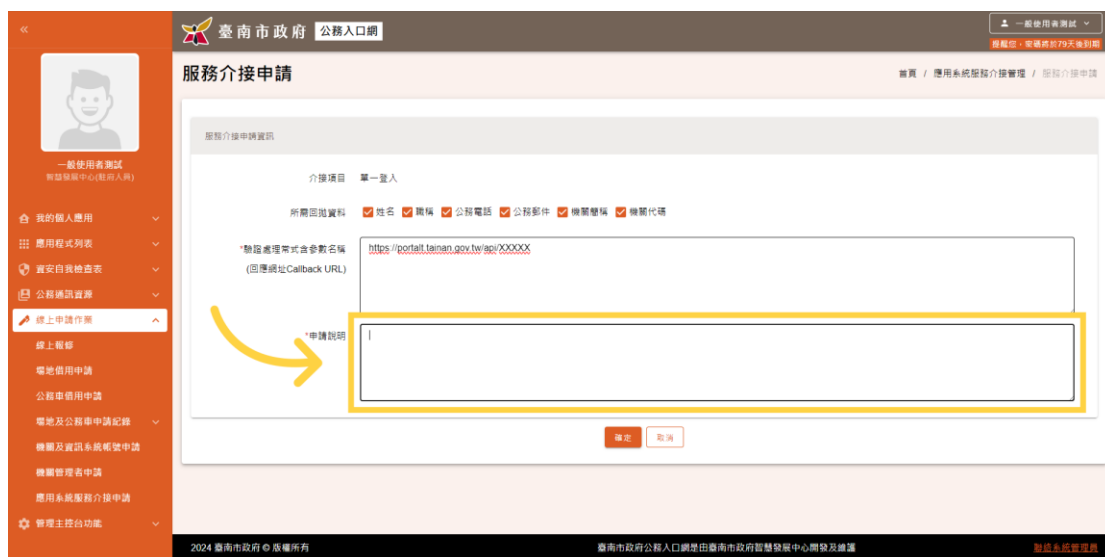 臺南市政府 公務入口網
一般使用者測試
提醒您，密碼將於79天後到期
服務介接申請
首頁 / 應用系統服務介接管理 / 服務介接申請
一般使用者測試
智慧發展中心(駐府人員)
我的個人應用
應用程式列表
資安自我檢查表
公務通訊資源
線上申請作業
線上報修
場地借用申請
公務車借用申請
場地及公務車申請紀錄
機關及資訊系統帳號申請
機關管理者申請
應用系統服務介接申請
管理主控台功能
服務介接申請資訊
介接項目 單一登入
所需回拋資料 姓名 職稱 公務電話 公務郵件 機關簡稱 機關代碼
*驗證處理常式含參數名稱 https://portalt.tainan.gov.tw/api/XXXXX
(回應網址Callback URL)
*申請說明
確定 取消
2024 臺南市政府 © 版權所有 臺南市政府公務入口網是由臺南市政府智慧發展中心開發及維護 聯絡系統管理員